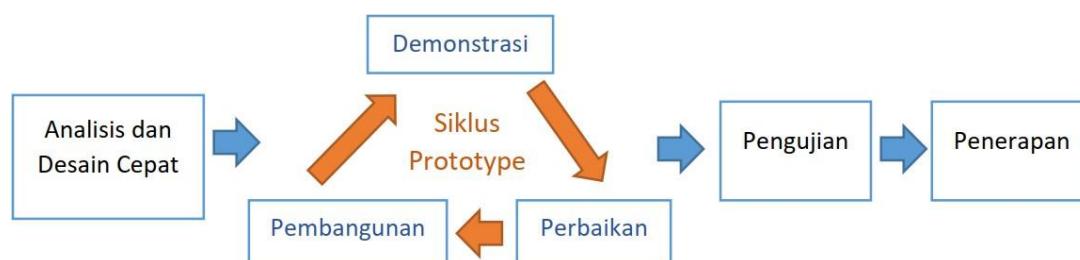 Analisis dan
Desain Cepat
Demonstrasi
Siklus
Prototype
Pembangunan
Perbaikan
Pengujian
Penerapan